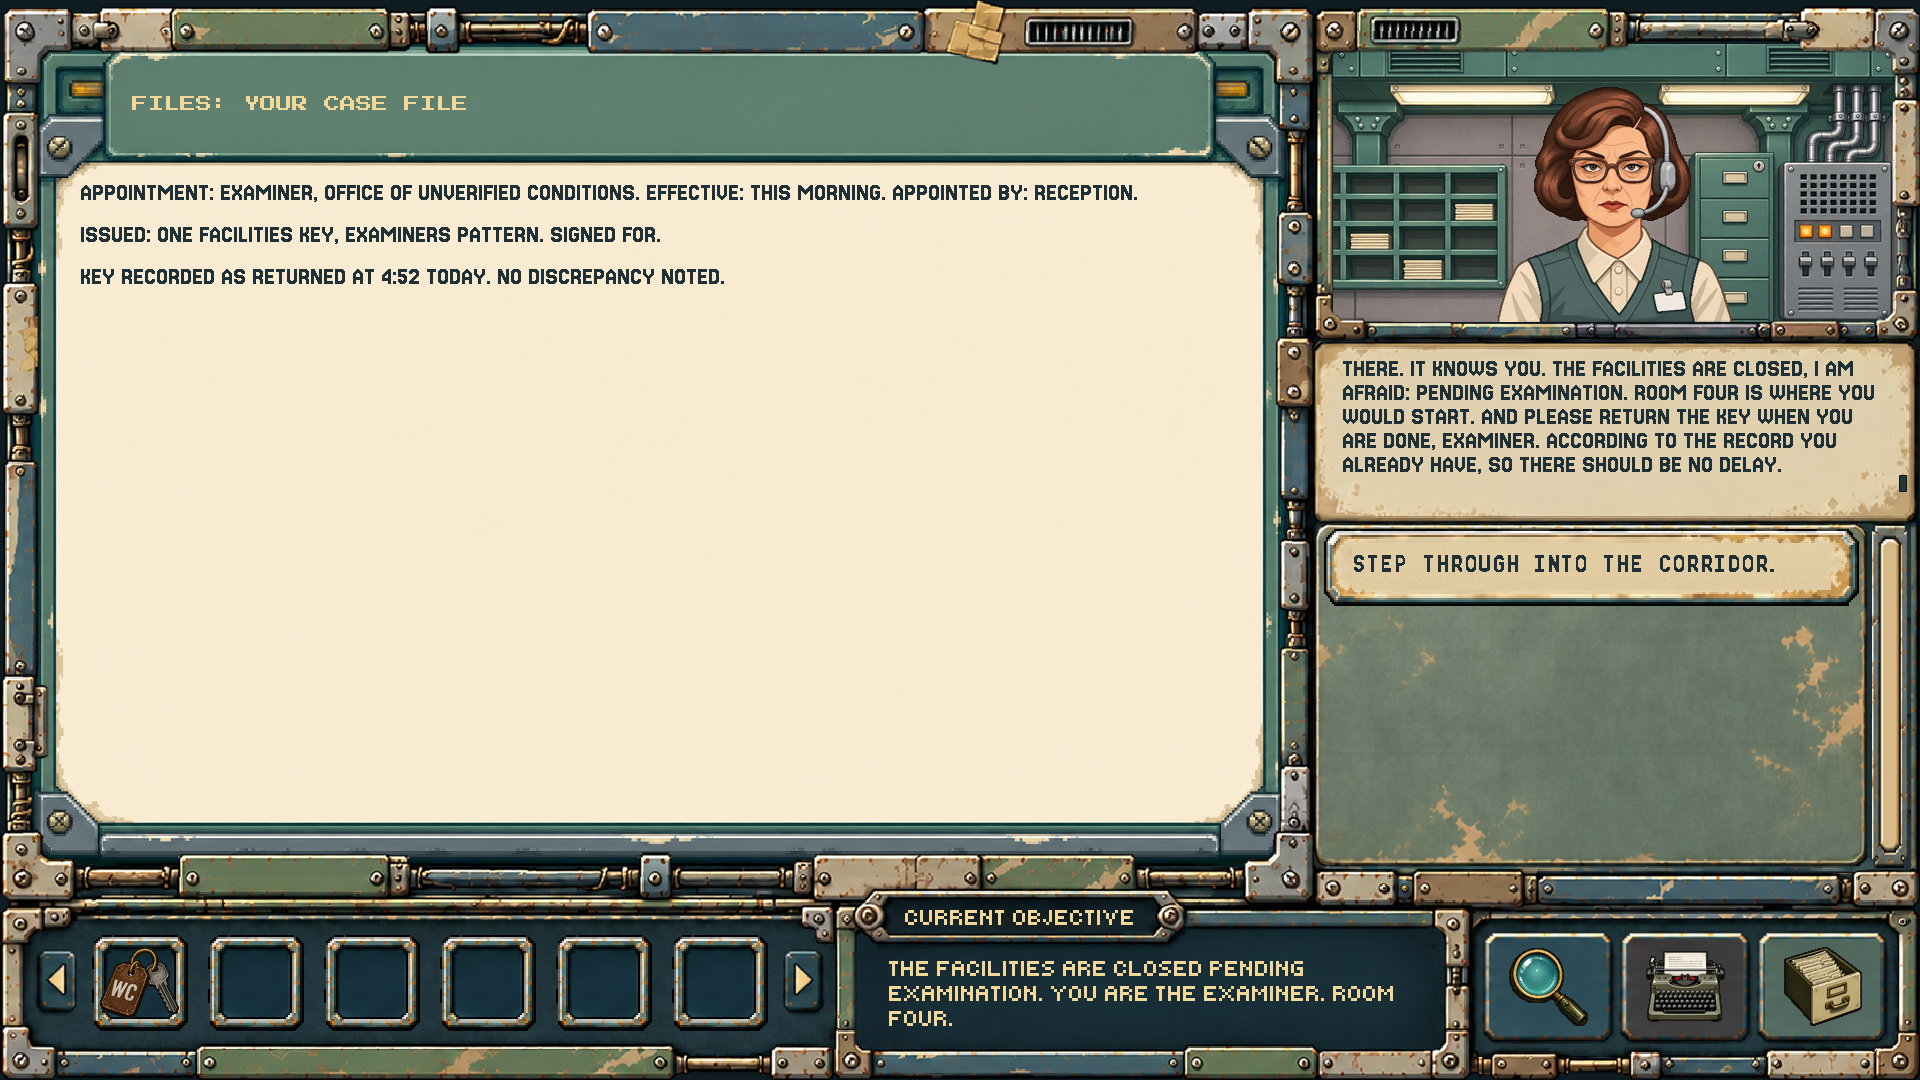 FILES: YOUR CASE FILE
APPOINTMENT: EXAMINER, OFFICE OF UNVERIFIED CONDITIONS. EFFECTIVE: THIS MORNING. APPOINTED BY: RECEPTION.
ISSUED: ONE FACILITIES KEY, EXAMINERS PATTERN. SIGNED FOR.
KEY RECORDED AS RETURNED AT 4:52 TODAY. NO DISCREPANCY NOTED.
THERE. IT KNOWS YOU. THE FACILITIES ARE CLOSED, I AM
AFRAID: PENDING EXAMINATION. ROOM FOUR IS WHERE YOU
WOULD START. AND PLEASE RETURN THE KEY WHEN YOU
ARE DONE, EXAMINER. ACCORDING TO THE RECORD YOU
ALREADY HAVE, SO THERE SHOULD BE NO DELAY.
STEP THROUGH INTO THE CORRIDOR.
WC
CURRENT OBJECTIVE
THE FACILITIES ARE CLOSED PENDING
EXAMINATION. YOU ARE THE EXAMINER. ROOM
FOUR.